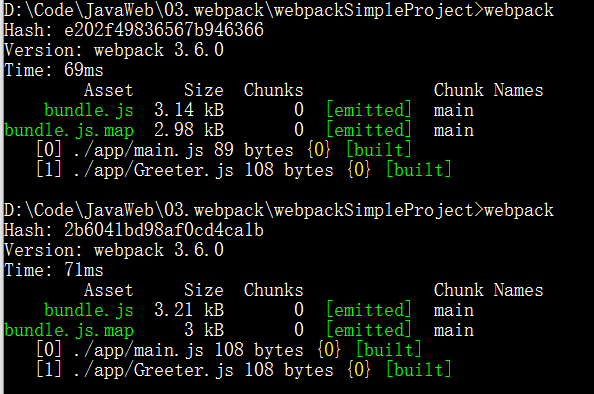 D:\Code\JavaWeb\03.webpack\webpackSimpleProject>webpack
Hash: e202f49836567b946366
Version: webpack 3.6.0
Time: 69ms
Asset Size Chunks Chunk Names
bundle.js 3.14 kB 0 [emitted] main
bundle.js.map 2.98 kB 0 [emitted] main
[0] ./app/main.js 89 bytes {0} [built]
[1] ./app/Greeter.js 108 bytes {0} [built]
D:\Code\JavaWeb\03.webpack\webpackSimpleProject>webpack
Hash: 2b6041bd98af0cd4ca1b
Version: webpack 3.6.0
Time: 71ms
Asset Size Chunks Chunk Names
bundle.js 3.21 kB 0 [emitted] main
bundle.js.map 3 kB 0 [emitted] main
[0] ./app/main.js 108 bytes {0} [built]
[1] ./app/Greeter.js 108 bytes {0} [built]